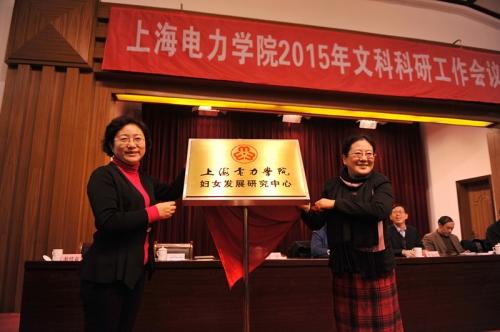 上海电力学院2015年文科科研工作会议
上海电力学院
妇女发展研究中心